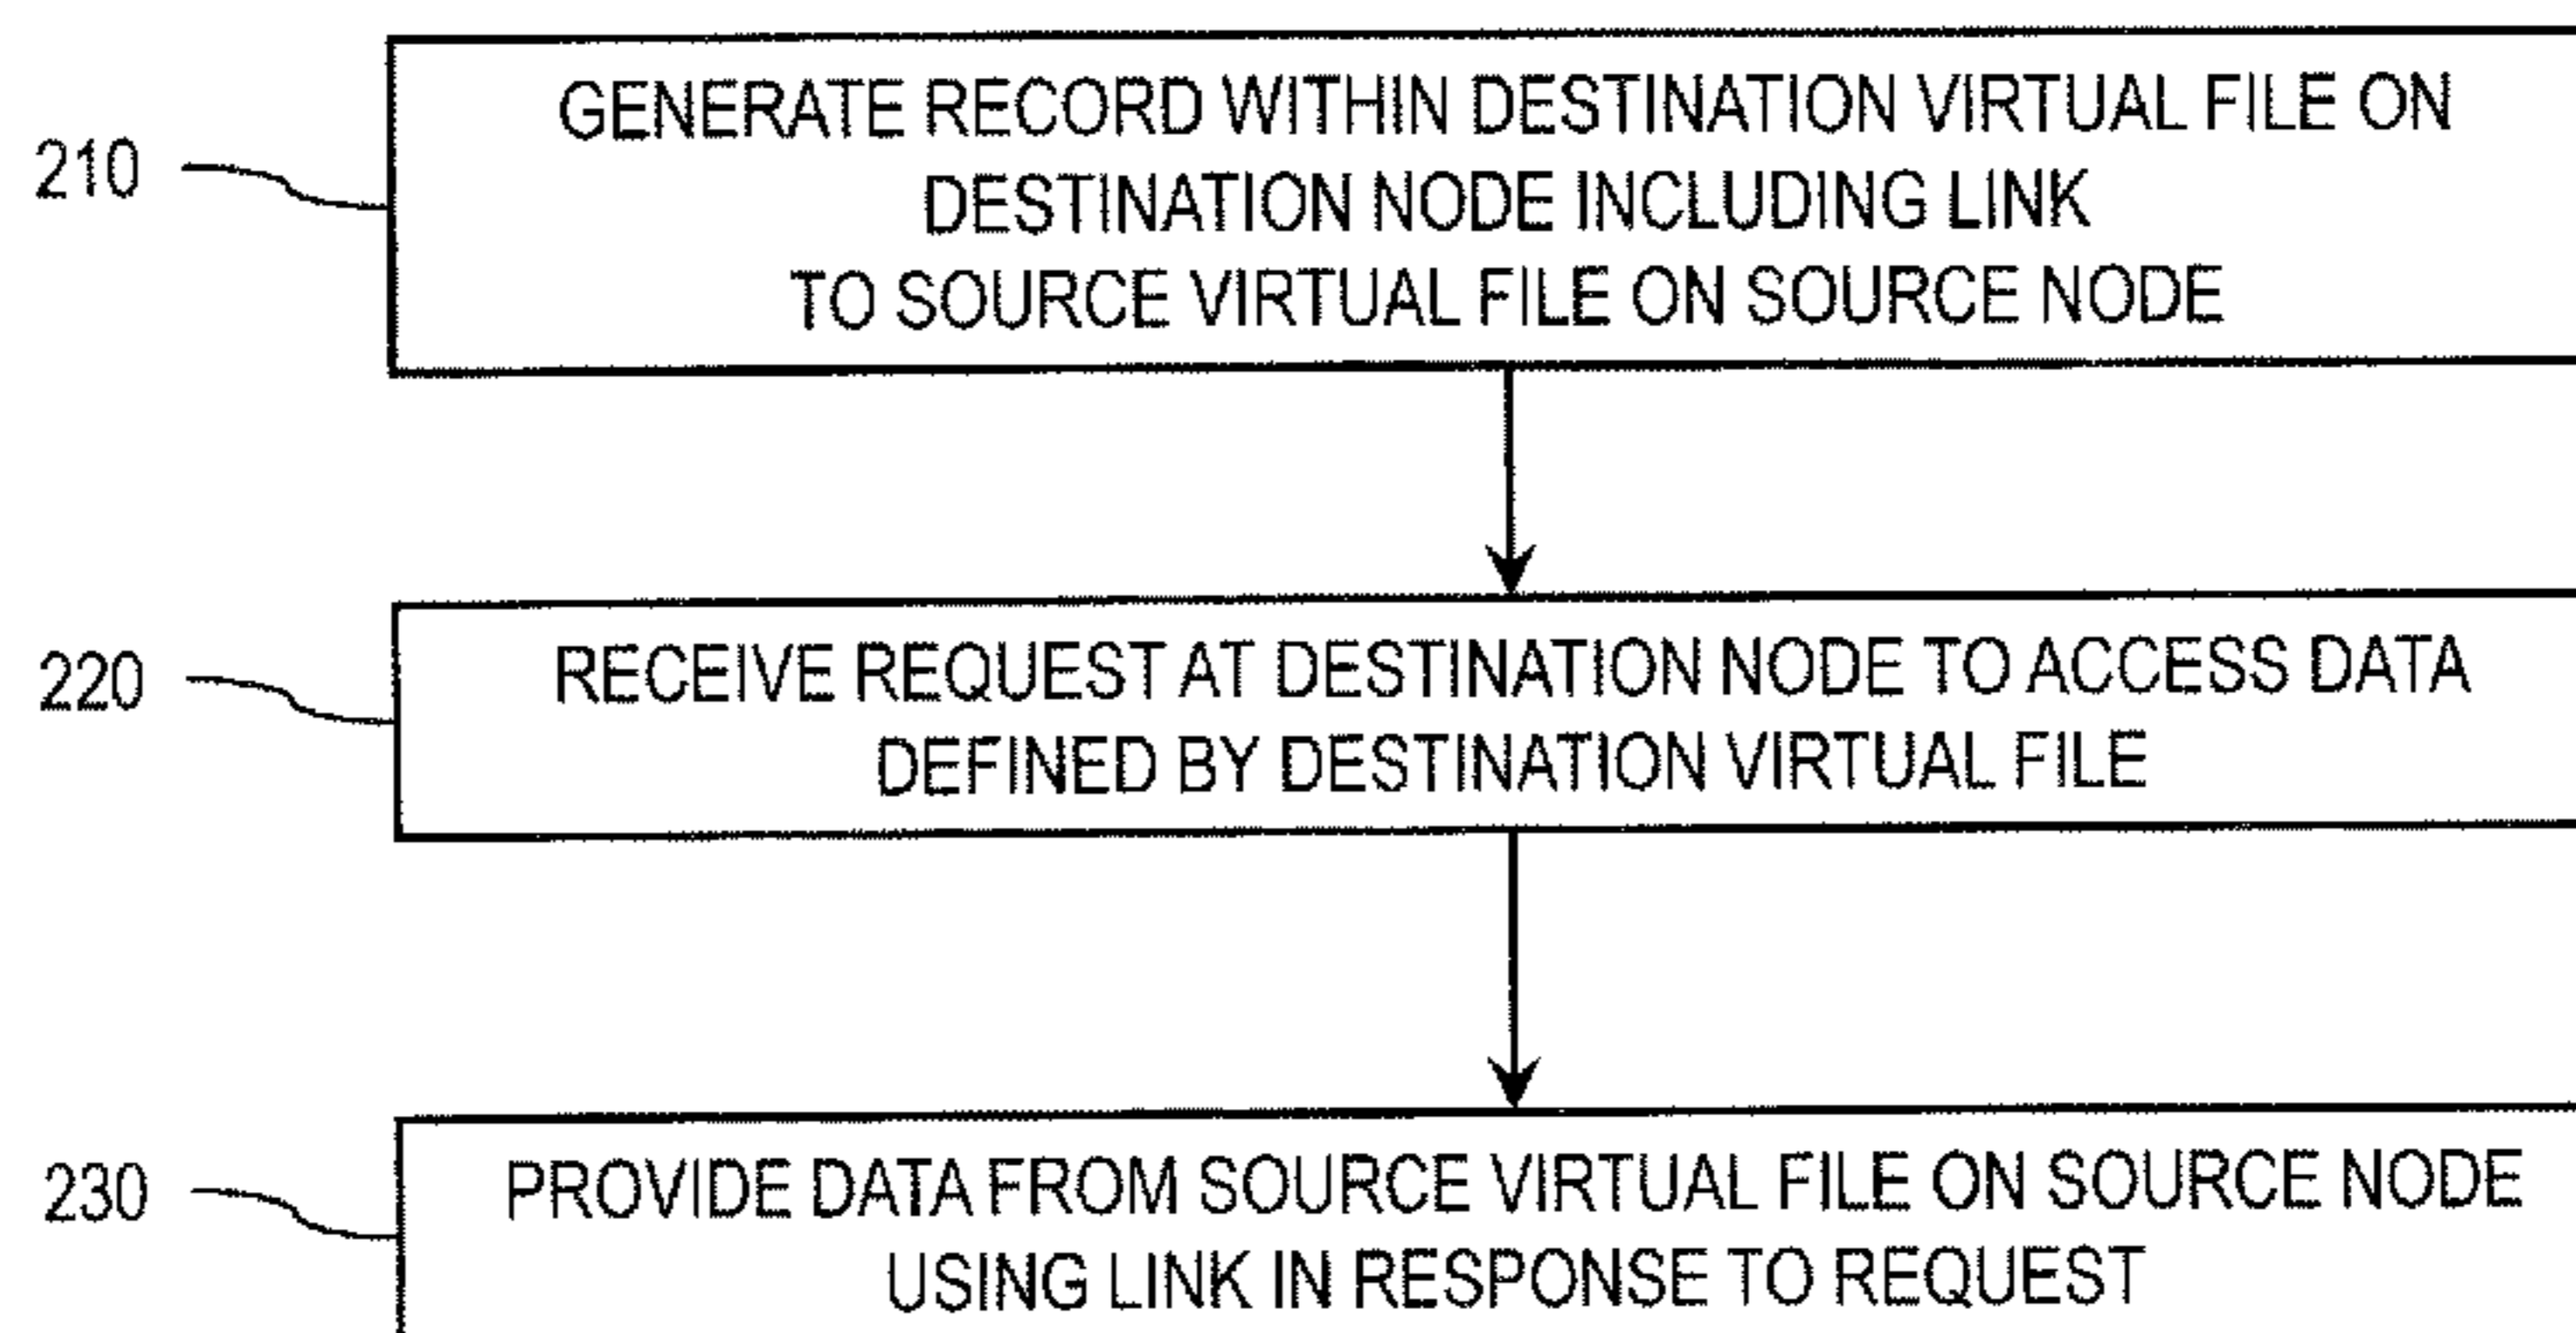 GENERATE RECORD WITHIN DESTINATION VIRTUAL FILE ON
210
DESTINATION NODE INCLUDING LINK
TO SOURCE VIRTUAL FILE ON SOURCE NODE
220
RECEIVE REQUEST AT DESTINATION NODE TO ACCESS DATA
DEFINED BY DESTINATION VIRTUAL FILE
230
PROVIDE DATA FROM SOURCE VIRTUAL FILE ON SOURCE NODE
USING LINK IN RESPONSE TO REQUEST